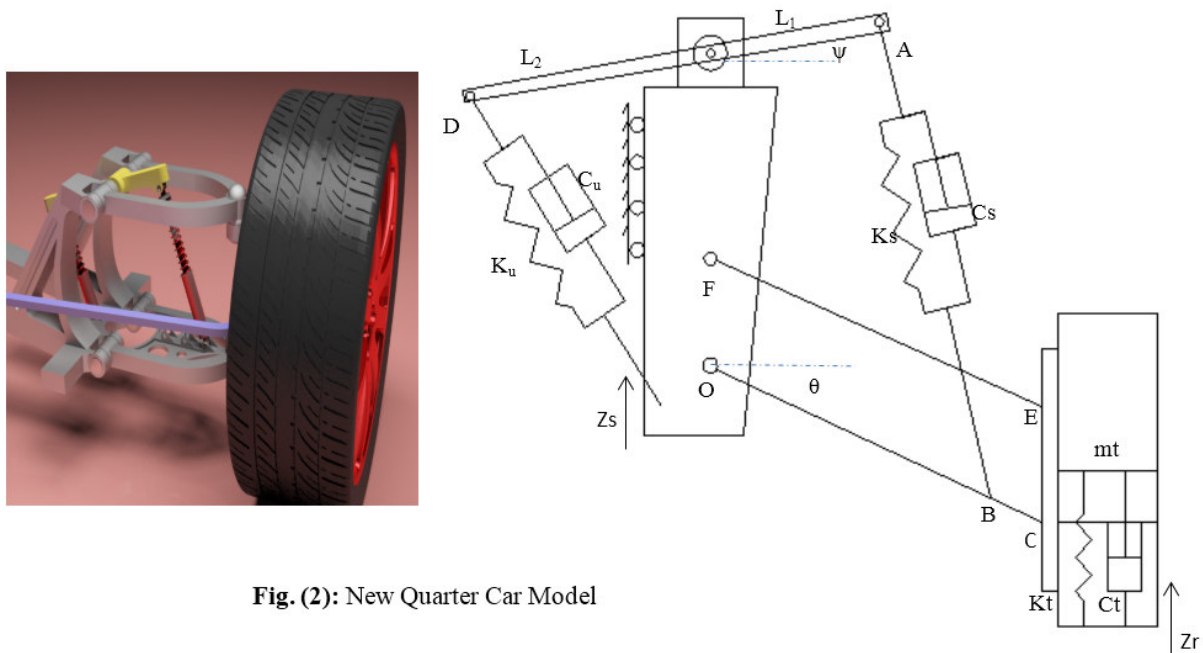 L₁
L₂
A
Ψ
D
Cᵤ
Cs
Ks
Kᵤ
F
O
θ
Zs
E
mt
B
C
Kt
Ct
Zr
Fig. (2): New Quarter Car Model